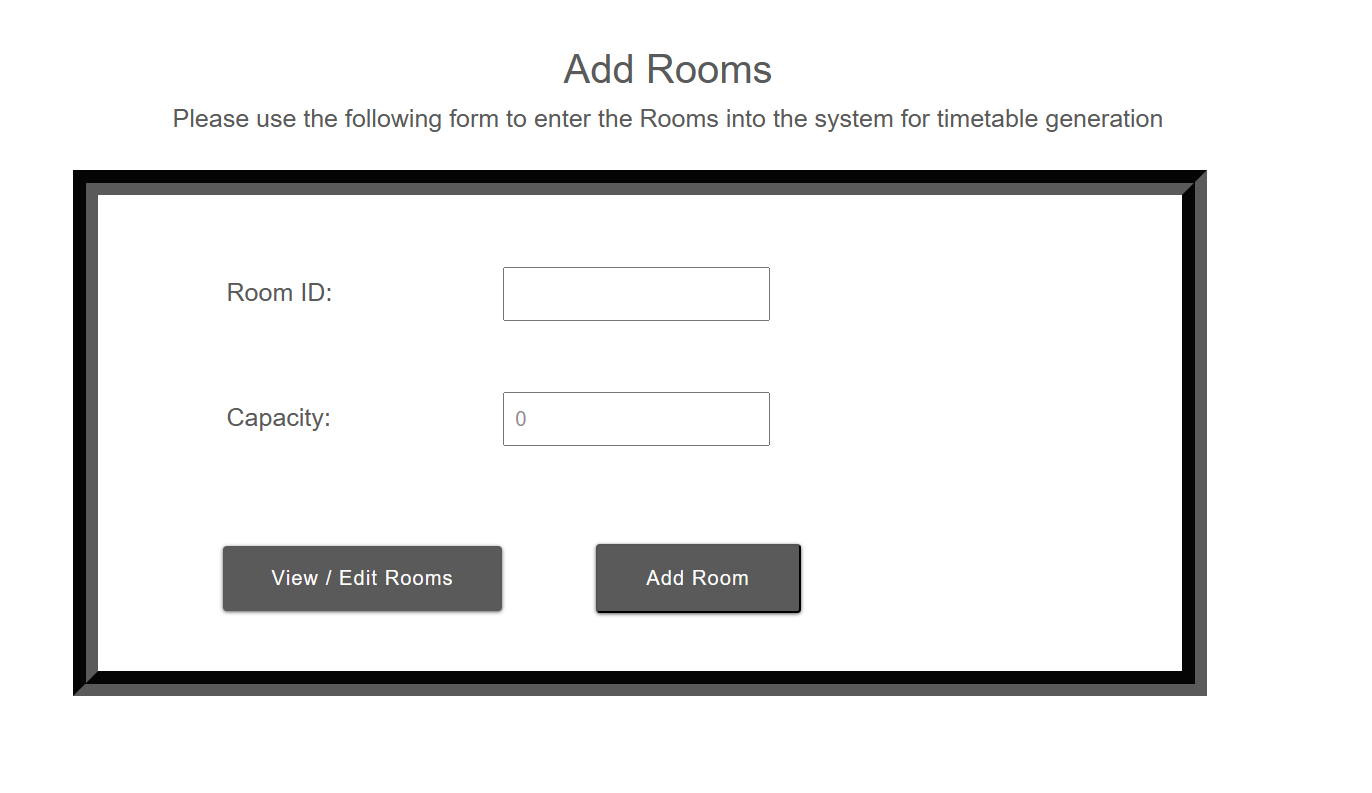 Add Rooms
Please use the following form to enter the Rooms into the system for timetable generation
Room ID:
Capacity:
0
View / Edit Rooms
Add Room